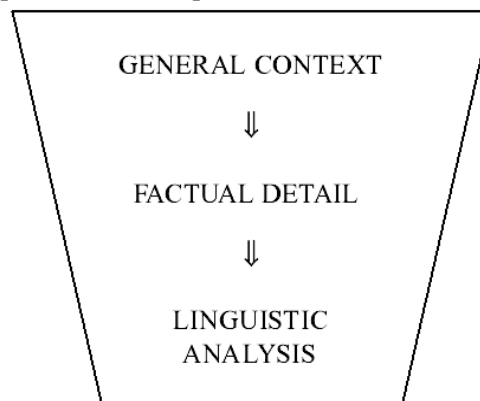 GENERAL CONTEXT
⇓
FACTUAL DETAIL
⇓
LINGUISTIC
ANALYSIS